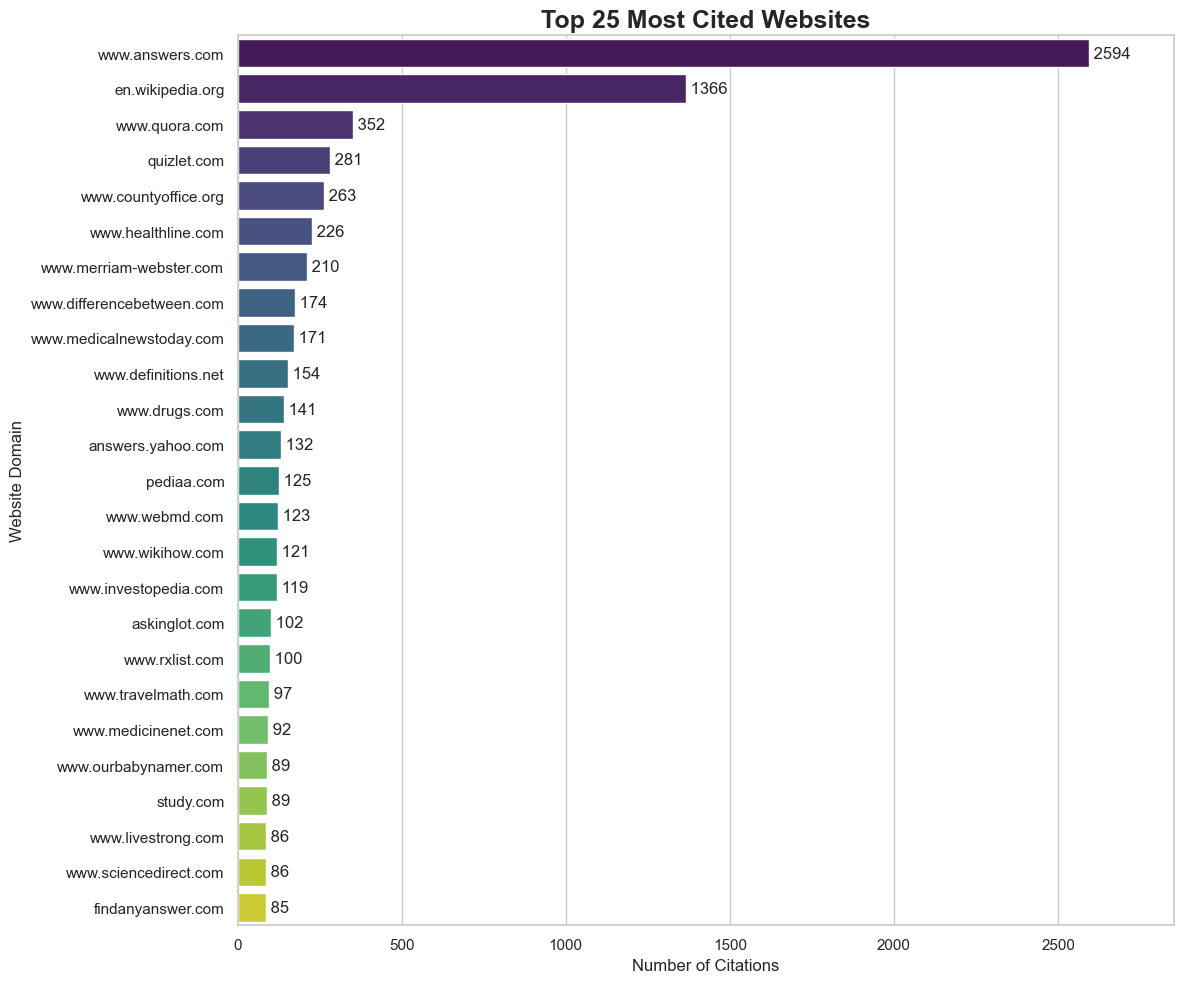 Top 25 Most Cited Websites
www.answers.com 2594
en.wikipedia.org 1366
www.quora.com 352
quizlet.com 281
www.countyoffice.org 263
www.healthline.com 226
www.merriam-webster.com 210
www.differencebetween.com 174
www.medicalnewstoday.com 171
www.definitions.net 154
www.drugs.com 141
answers.yahoo.com 132
pediaa.com 125
www.webmd.com 123
www.wikihow.com 121
www.investopedia.com 119
askinglot.com 102
www.rxlist.com 100
www.travelmath.com 97
www.medicinenet.com 92
www.ourbabynamer.com 89
study.com 89
www.livestrong.com 86
www.sciencedirect.com 86
findanyanswer.com 85
Website Domain
0 500 1000 1500 2000 2500
Number of Citations